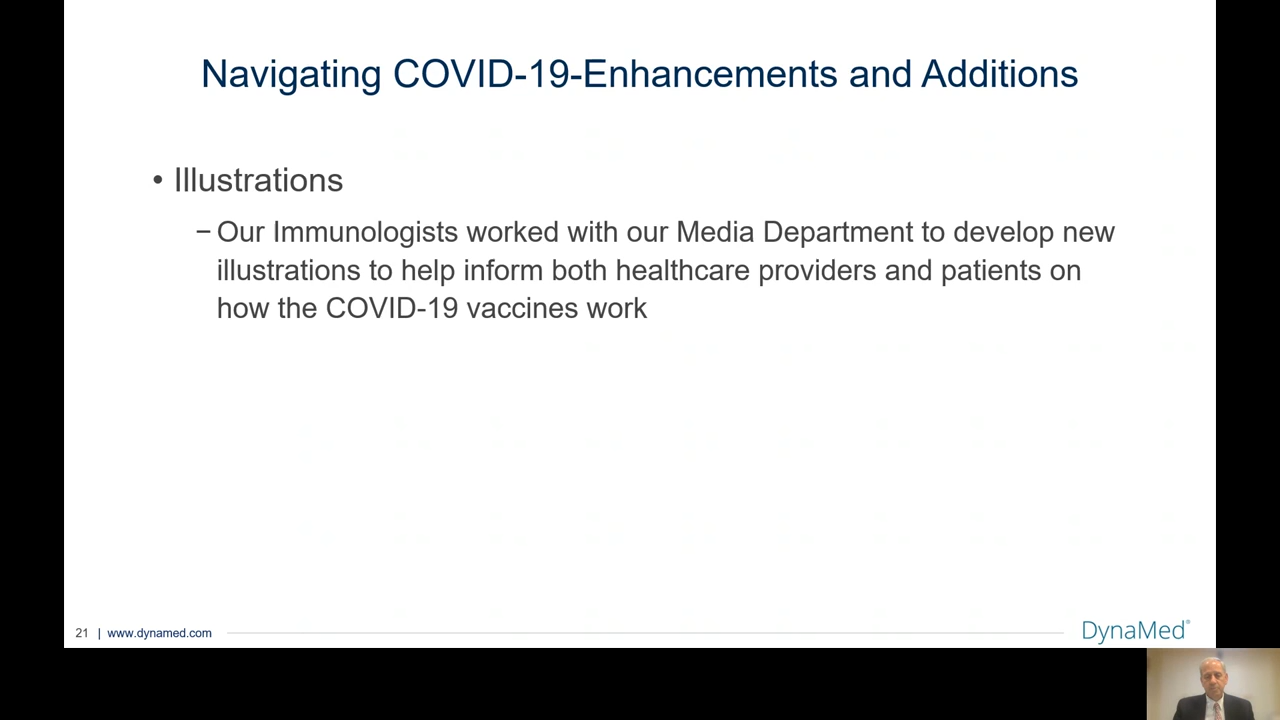 Navigating COVID-19-Enhancements and Additions
• Illustrations
– Our Immunologists worked with our Media Department to develop new
illustrations to help inform both healthcare providers and patients on
how the COVID-19 vaccines work
21 | www.dynamed.com
DynaMed®